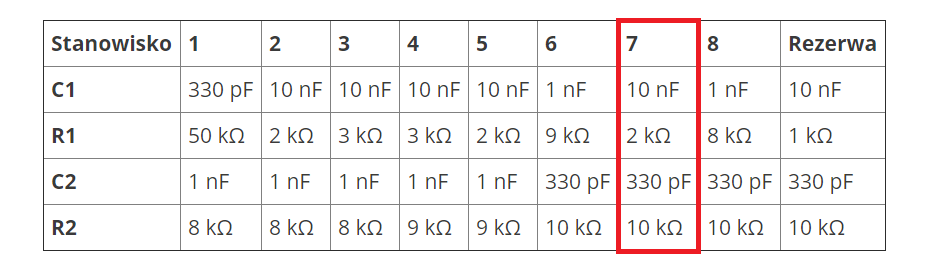 Stanowisko 1 2 3 4 5 6 7 8 Rezerwa
C1 330 pF 10 nF 10 nF 10 nF 10 nF 1 nF 10 nF 1 nF 10 nF
R1 50 kΩ 2 kΩ 3 kΩ 3 kΩ 2 kΩ 9 kΩ 2 kΩ 8 kΩ 1 kΩ
C2 1 nF 1 nF 1 nF 1 nF 1 nF 330 pF 330 pF 330 pF 330 pF
R2 8 kΩ 8 kΩ 8 kΩ 9 kΩ 9 kΩ 10 kΩ 10 kΩ 10 kΩ 10 kΩ